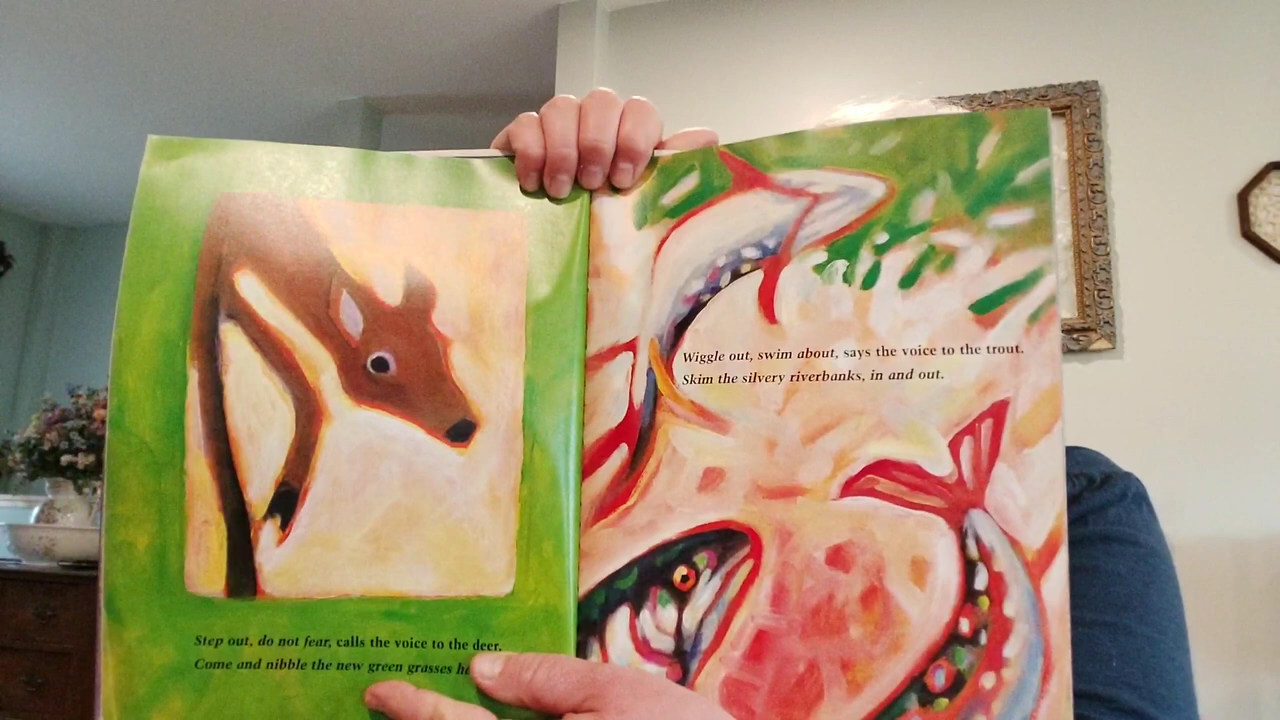 Step out, do not fear, calls the voice to the deer.
Come and nibble the new green grasses
Wiggle out, swim about, says the voice to the trout.
Skim the silvery riverbanks, in and out.